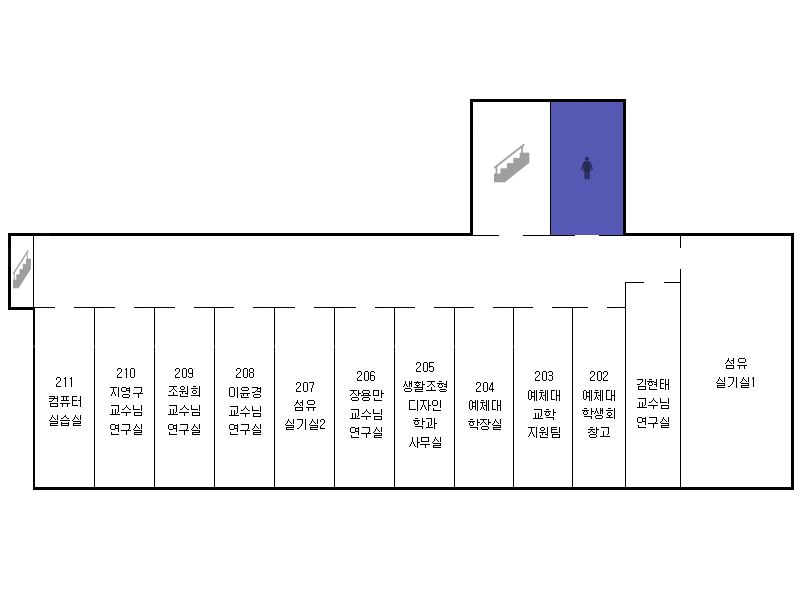 211
컴퓨터
실습실
210
지영구
교수님
연구실
209
조원희
교수님
연구실
208
이윤경
교수님
연구실
207
섬유
실기실2
206
장용만
교수님
연구실
205
생활조형
디자인
학과
사무실
204
예체대
학장실
203
예체대
교학
지원팀
202
예체대
학생회
창고
김현태
교수님
연구실
섬유
실기실1